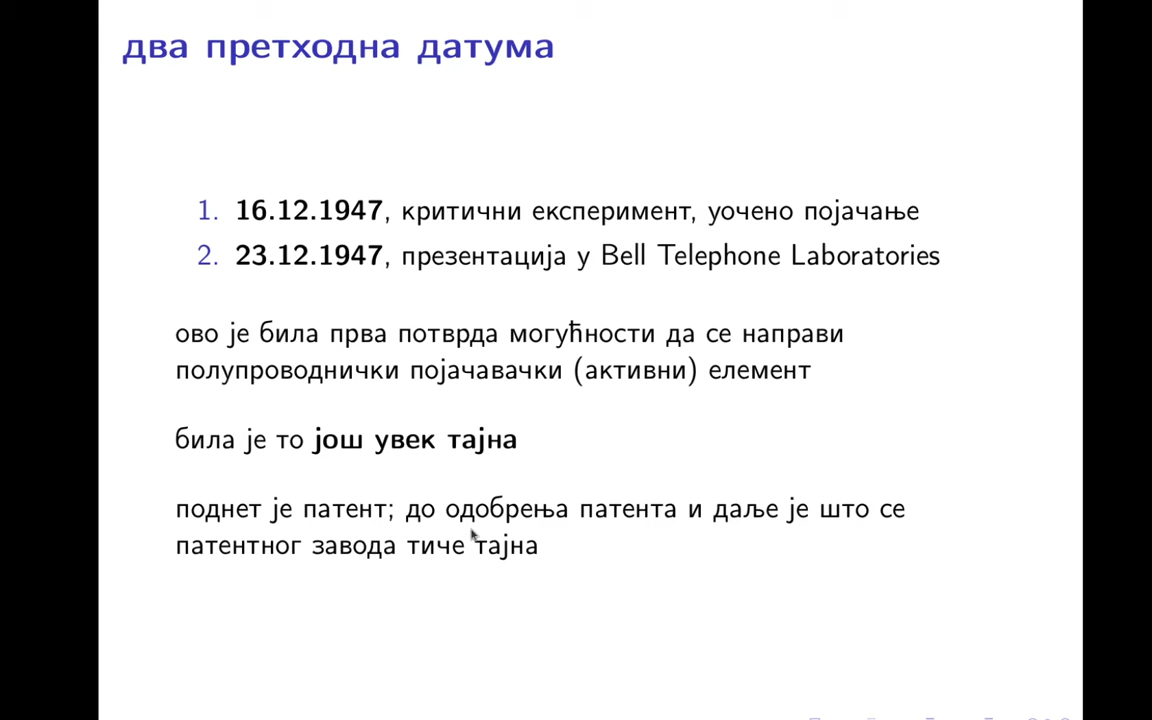 два претходна датума
1. 16.12.1947, критични експеримент, уочено појачање
2. 23.12.1947, презентација у Bell Telephone Laboratories
ово је била прва потврда могућности да се направи
полупроводнички појачавачки (активни) елемент
била је то још увек тајна
поднет је патент; до одобрења патента и даље је што се
патентног завода тиче тајна